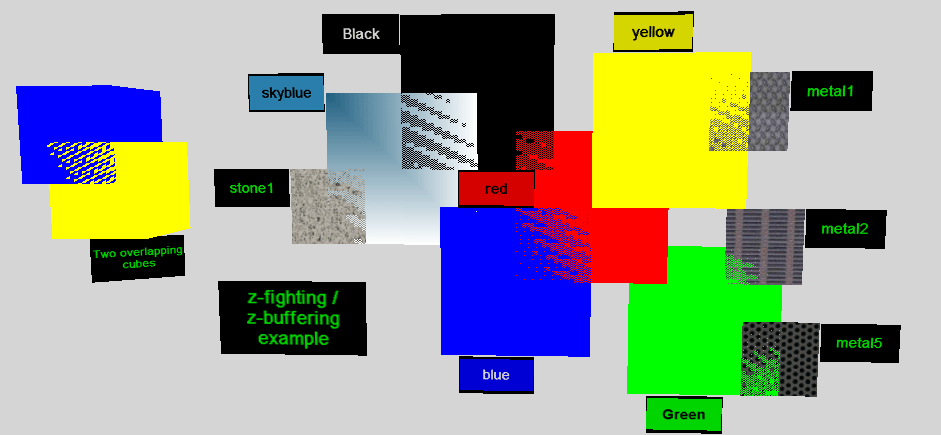 Black
yellow
skyblue
metal1
stone1
red
metal2
Two overlapping
cubes
z-fighting /
z-buffering
example
metal5
blue
Green